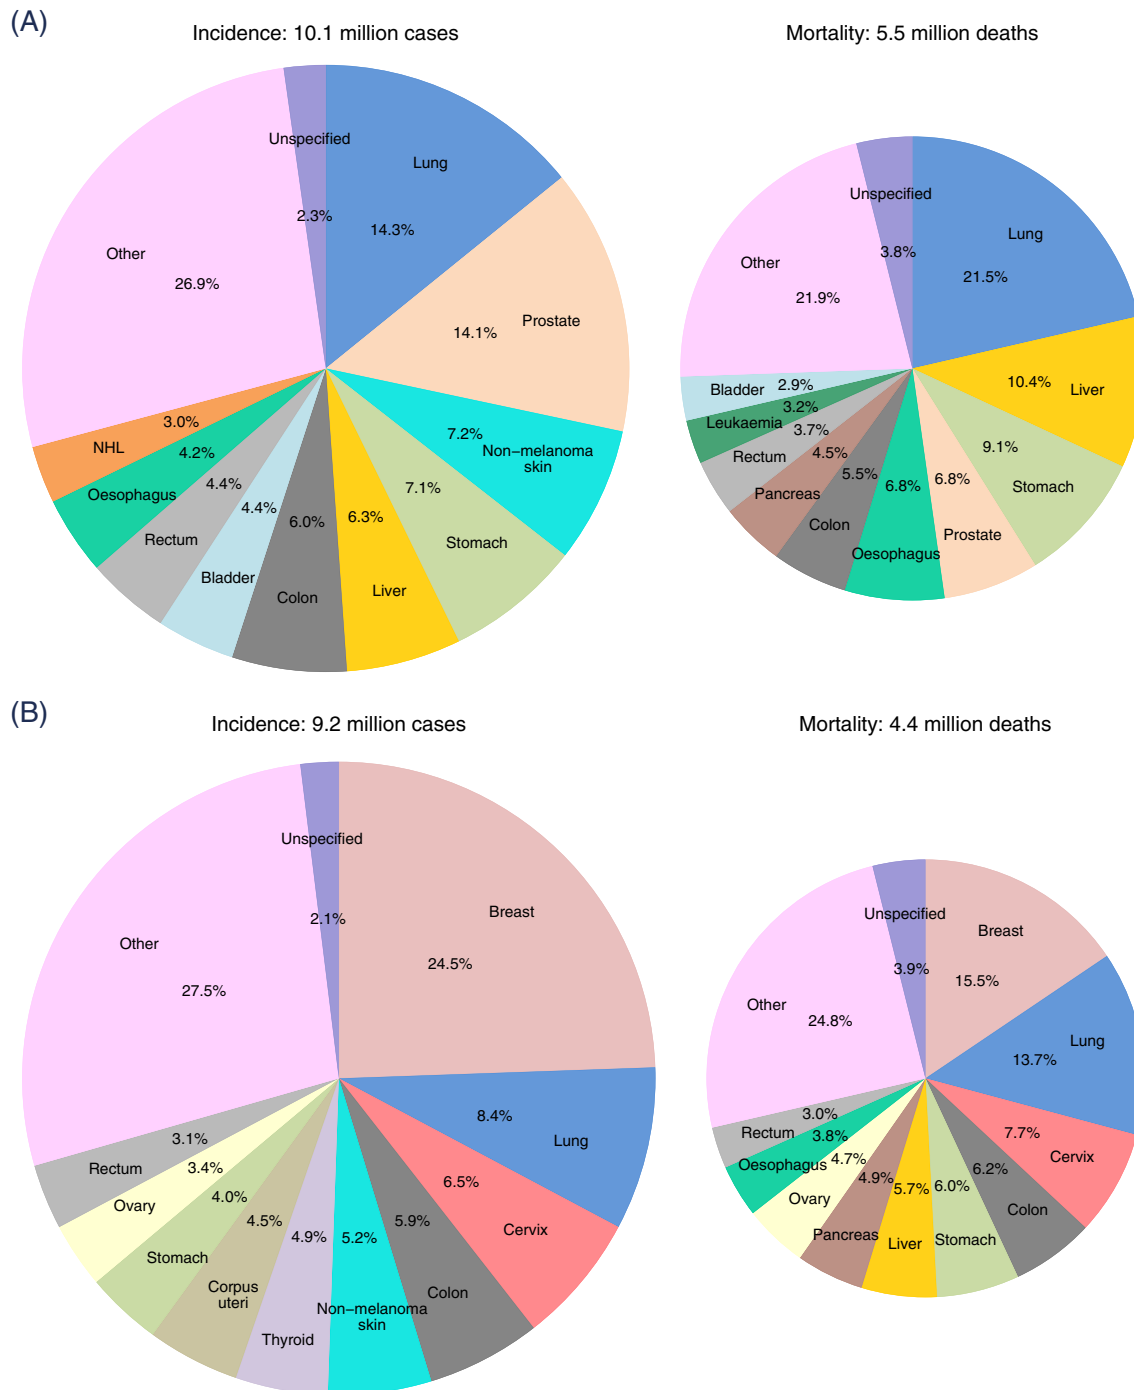 (A)
Incidence: 10.1 million cases
Unspecified
2.3%
Lung
14.3%
Prostate
14.1%
Non−melanoma
skin
7.2%
Stomach
7.1%
Liver
6.3%
Colon
6.0%
Bladder
4.4%
Rectum
4.4%
Oesophagus
4.2%
NHL
3.0%
Other
26.9%
Mortality: 5.5 million deaths
Unspecified
3.8%
Lung
21.5%
Liver
10.4%
Stomach
9.1%
Prostate
6.8%
Oesophagus
6.8%
Colon
5.5%
Pancreas
4.5%
Rectum
3.7%
Leukaemia
3.2%
Bladder
2.9%
Other
21.9%
(B)
Incidence: 9.2 million cases
Unspecified
2.1%
Breast
24.5%
Lung
8.4%
Cervix
6.5%
Colon
5.9%
Non−melanoma
skin
5.2%
Thyroid
4.9%
Corpus
uteri
4.5%
Stomach
4.0%
Ovary
3.4%
Rectum
3.1%
Other
27.5%
Mortality: 4.4 million deaths
Unspecified
3.9%
Breast
15.5%
Lung
13.7%
Cervix
7.7%
Colon
6.2%
Stomach
6.0%
Liver
5.7%
Pancreas
4.9%
Ovary
4.7%
Oesophagus
3.8%
Rectum
3.0%
Other
24.8%